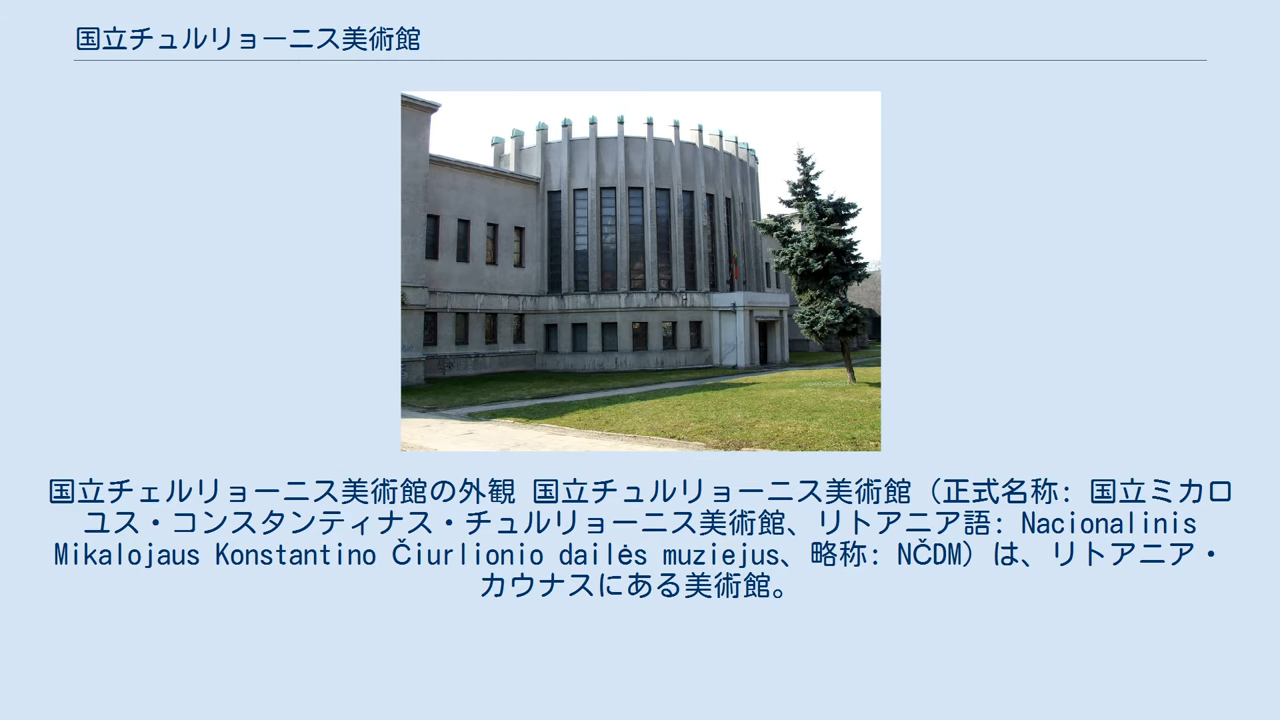 国立チュルリョーニス美術館
国立チェルリョーニス美術館の外観 国立チュルリョーニス美術館（正式名称: 国立ミカロ
ユス・コンスタンティナス・チュルリョーニス美術館、リトアニア語: Nacionalinis
Mikalojaus Konstantino Čiurlionio dailės muziejus、略称: NČDM）は、リトアニア・
カウナスにある美術館。